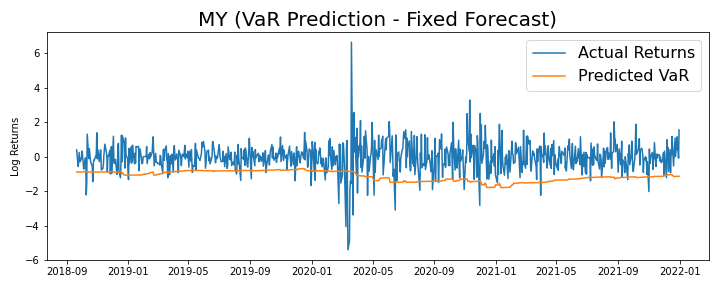 MY (VaR Prediction - Fixed Forecast)
Actual Returns
Predicted VaR
Log Returns
6
4
2
0
−2
−4
−6
2018-09 2019-01 2019-05 2019-09 2020-01 2020-05 2020-09 2021-01 2021-05 2021-09 2022-01